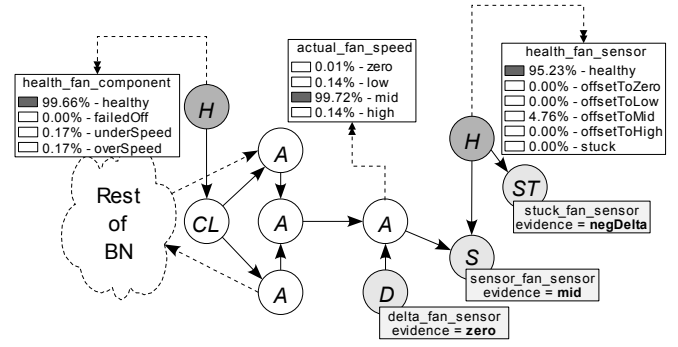 actual_fan_speed
0.01% - zero
0.14% - low
99.72% - mid
0.14% - high
health_fan_sensor
95.23% - healthy
0.00% - offsetToZero
0.00% - offsetToLow
4.76% - offsetToMid
0.00% - offsetToHigh
0.00% - stuck
health_fan_component
99.66% - healthy
0.00% - failedOff
0.17% - underSpeed
0.17% - overSpeed
H
H
A
ST
Rest
of
BN
CL
A
A
stuck_fan_sensor
evidence = negDelta
S
A
D
sensor_fan_sensor
evidence = mid
delta_fan_sensor
evidence = zero